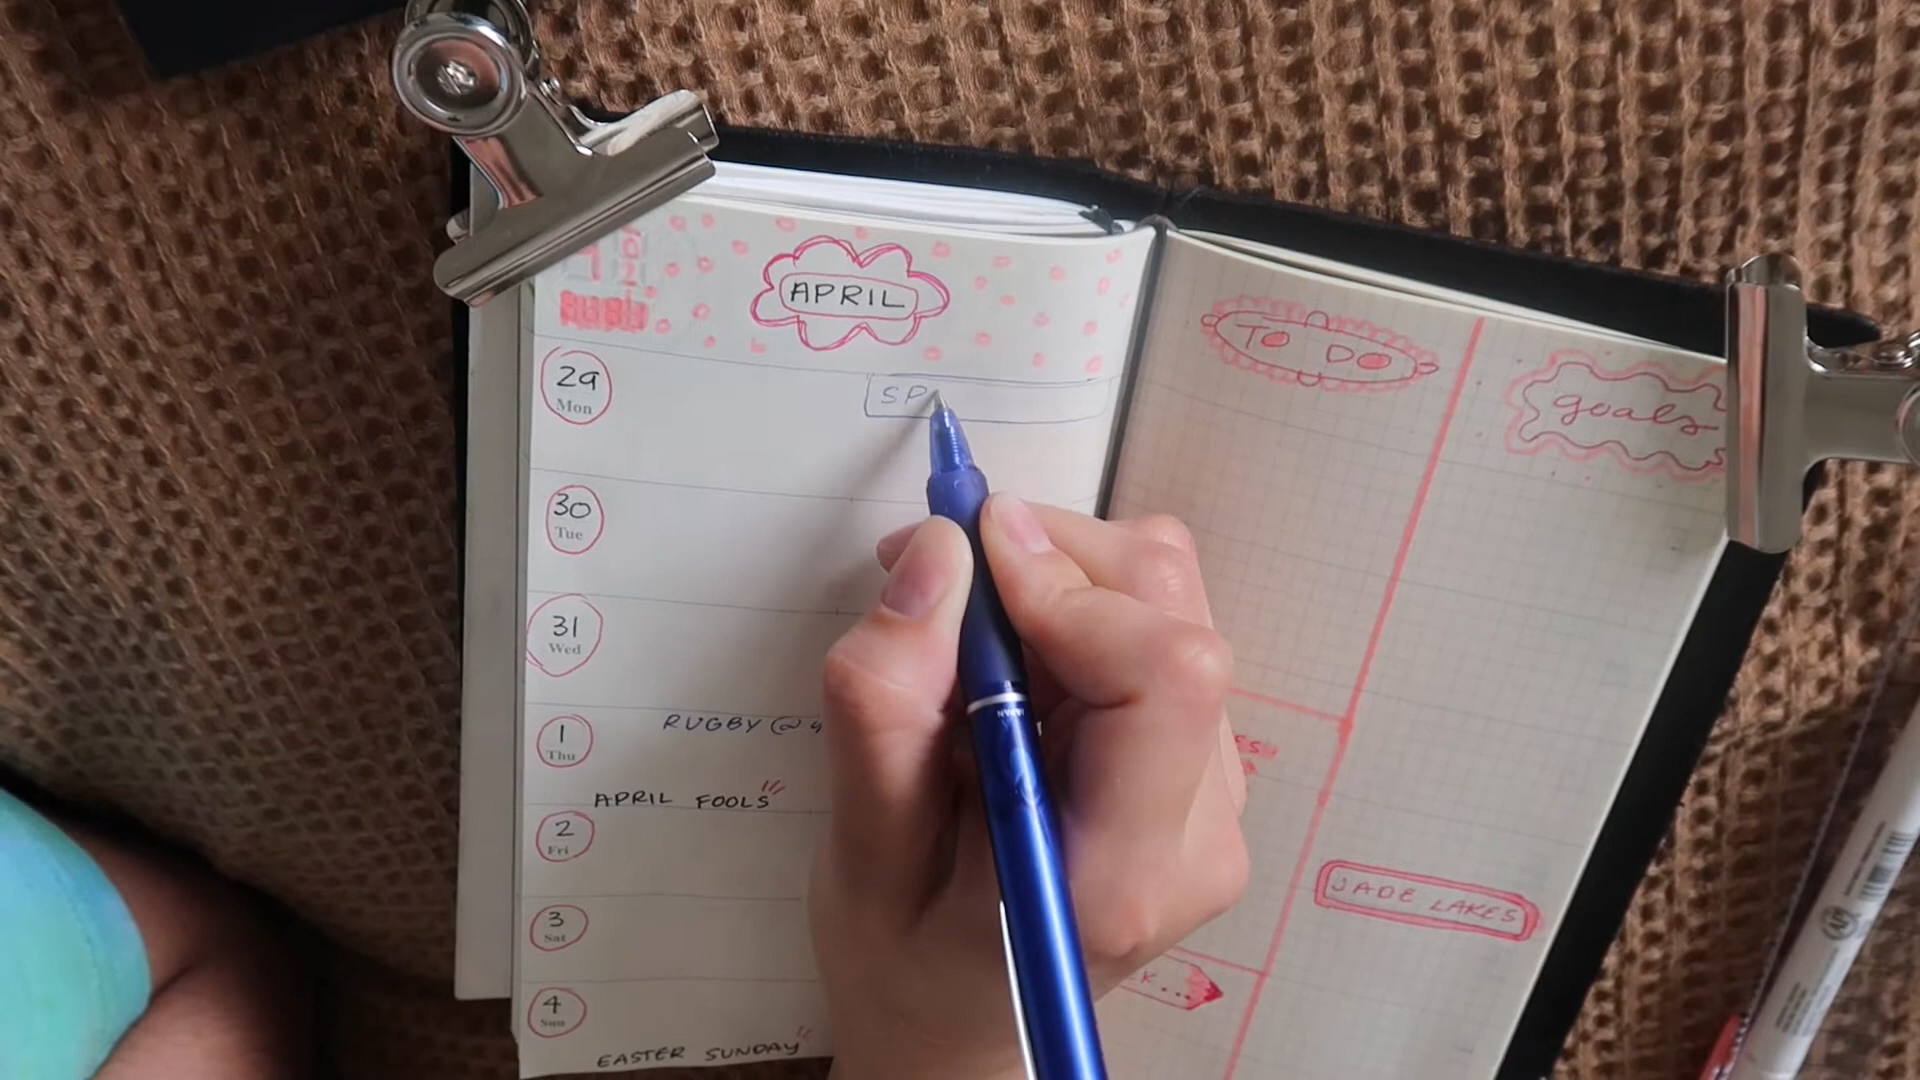 APRIL
29
Mon
SP
30
Tue
31
Wed
1
Thu
RUGBY @
APRIL FOOLS
2
Fri
3
Sat
4
Sun
EASTER SUNDAY
TO DO
goals
JADE LAKES
JAPAN